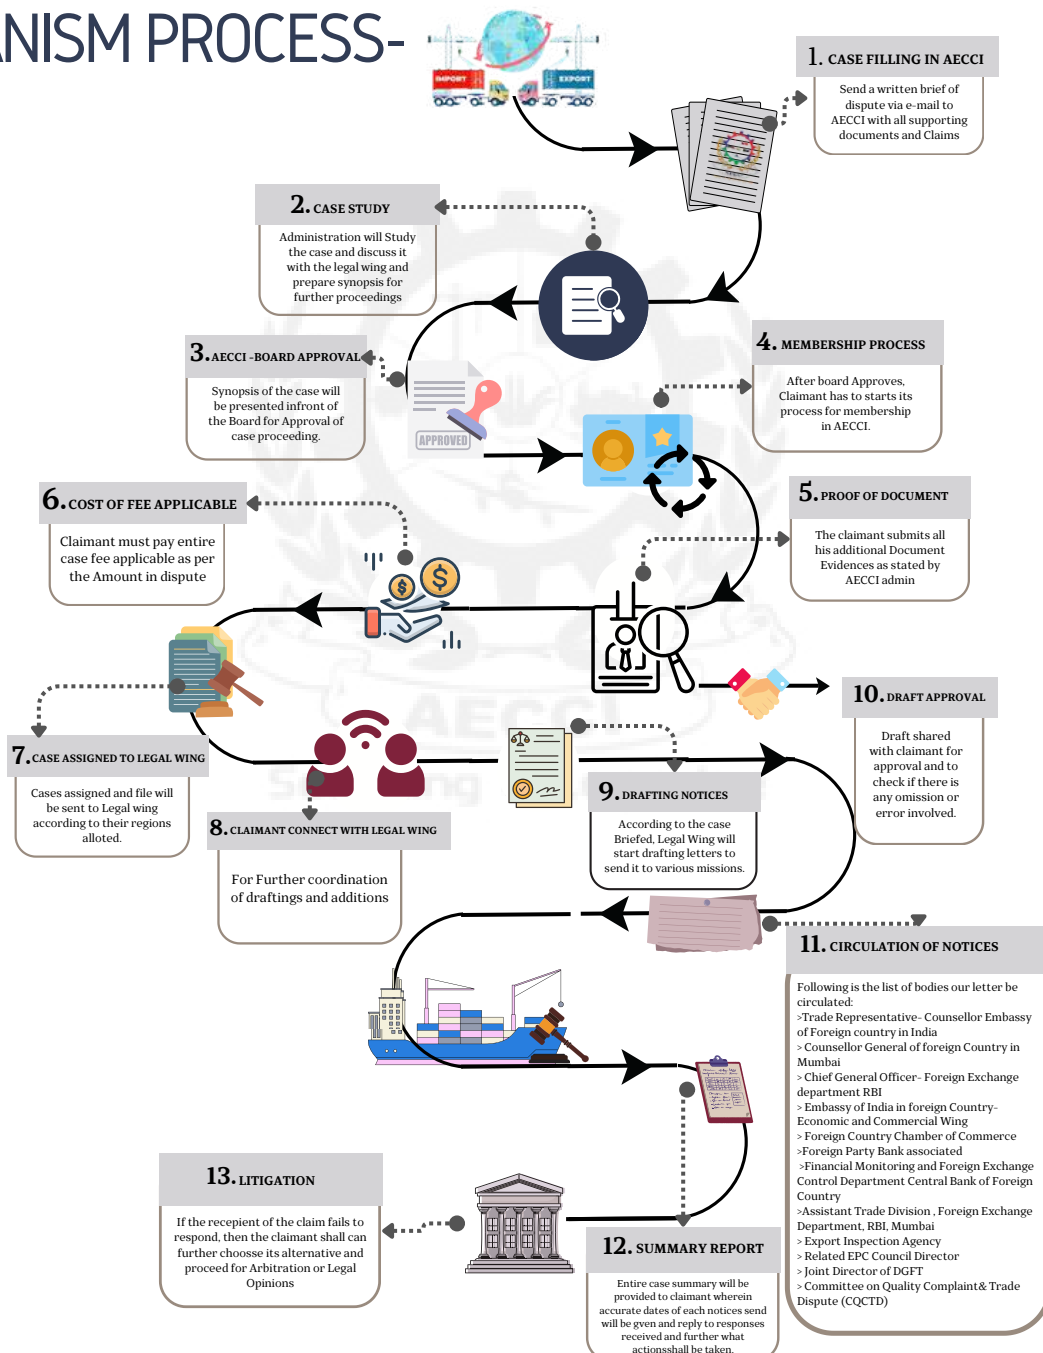 ANISM PROCESS-
IMPORT
EXPORT
1. CASE FILLING IN AECCI
Send a written brief of
dispute via e-mail to
AECCI with all supporting
documents and Claims
2. CASE STUDY
Administration will Study
the case and discuss it
with the legal wing and
prepare synopsis for
further proceedings
3. AECCI -BOARD APPROVAL
Synopsis of the case will
be presented infront of
the Board for Approval of
case proceeding.
APPROVED
4. MEMBERSHIP PROCESS
After board Approves,
Claimant has to starts its
process for membership
in AECCI.
5. PROOF OF DOCUMENT
The claimant submits all
his additional Document
Evidences as stated by
AECCI admin
6. COST OF FEE APPLICABLE
Claimant must pay entire
case fee applicable as per
the Amount in dispute
$
$
7. CASE ASSIGNED TO LEGAL WING
Cases assigned and file will
be sent to Legal wing
according to their regions
alloted.
8. CLAIMANT CONNECT WITH LEGAL WING
For Further coordination
of draftings and additions
9. DRAFTING NOTICES
According to the case
Briefed, Legal Wing will
start drafting letters to
send it to various missions.
10. DRAFT APPROVAL
Draft shared
with claimant for
approval and to
check if there is
any omission or
error involved.
AECCI
11. CIRCULATION OF NOTICES
Following is the list of bodies our letter be
circulated:
>Trade Representative- Counsellor Embassy
of Foreign country in India
> Counsellor General of foreign Country in
Mumbai
> Chief General Officer- Foreign Exchange
department RBI
> Embassy of India in foreign Country-
Economic and Commercial Wing
> Foreign Country Chamber of Commerce
>Foreign Party Bank associated
>Financial Monitoring and Foreign Exchange
Control Department Central Bank of Foreign
Country
>Assistant Trade Division , Foreign Exchange
Department, RBI, Mumbai
> Export Inspection Agency
> Related EPC Council Director
> Joint Director of DGFT
> Committee on Quality Complaint& Trade
Dispute (CQCTD)
12. SUMMARY REPORT
Entire case summary will be
provided to claimant wherein
accurate dates of each notices send
will be gven and reply to responses
received and further what
actionsshall be taken.
13. LITIGATION
If the recepient of the claim fails to
respond, then the claimant shall can
further choosse its alternative and
proceed for Arbitration or Legal
Opinions